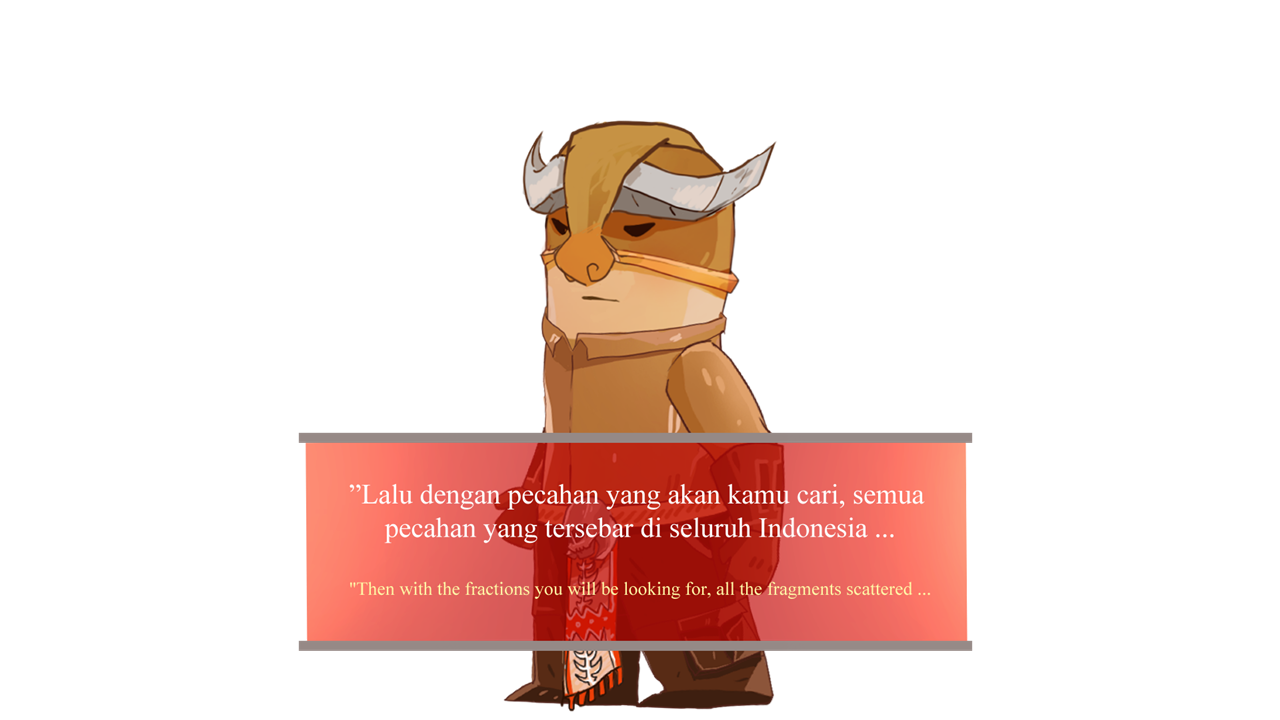 ”Lalu dengan pecahan yang akan kamu cari, semua
pecahan yang tersebar di seluruh Indonesia ...
"Then with the fractions you will be looking for, all the fragments scattered ...